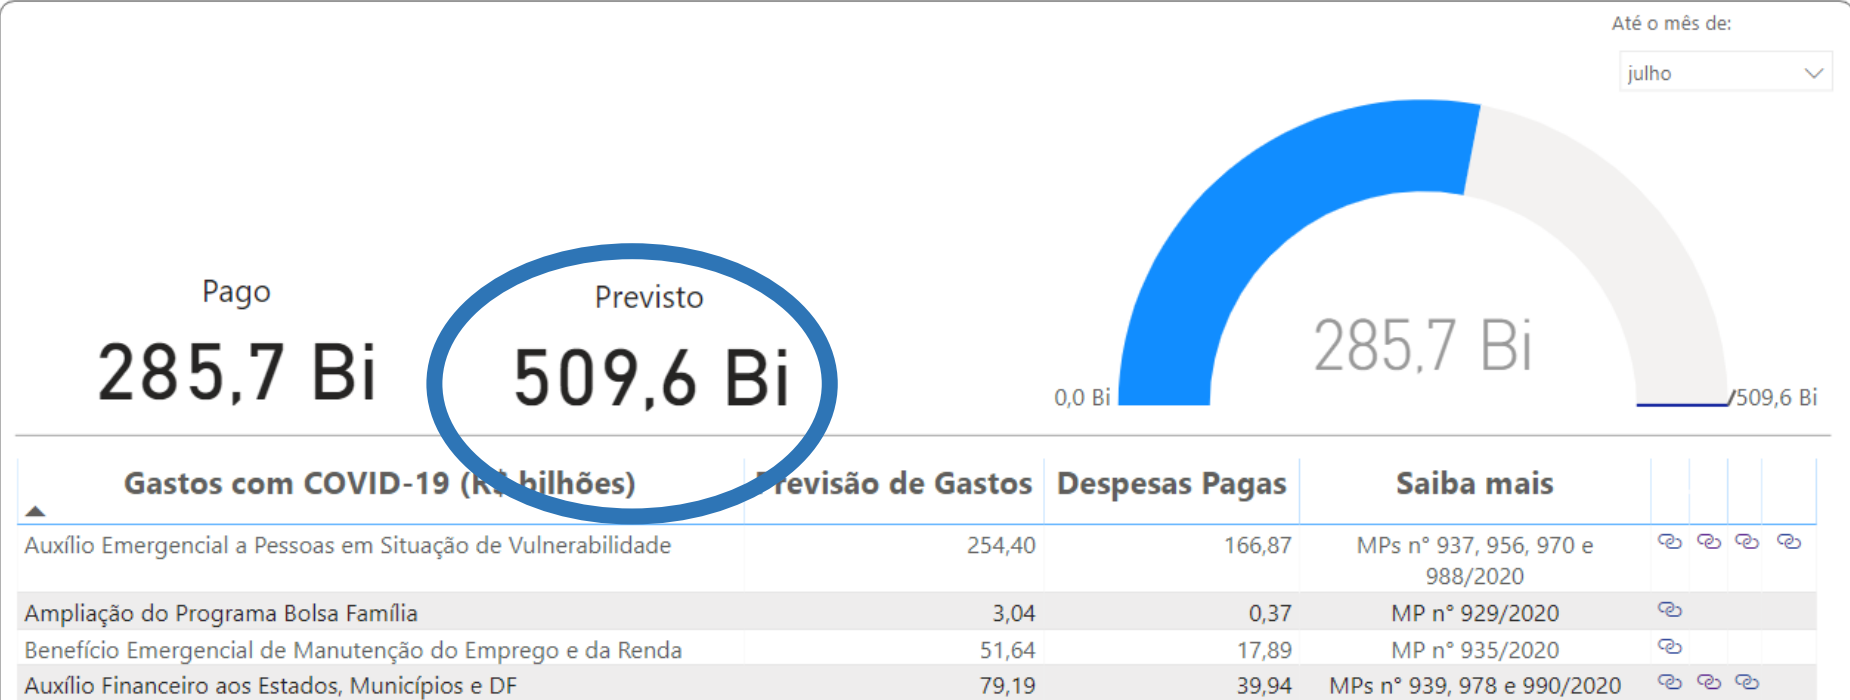 Até o mês de:
julho
Pago
285,7 Bi
Previsto
509,6 Bi
285,7 Bi
0,0 Bi
509,6 Bi
Gastos com COVID-19 (R$ bilhões) Previsão de Gastos Despesas Pagas Saiba mais
Auxílio Emergencial a Pessoas em Situação de Vulnerabilidade 254,40 166,87 MPs n° 937, 956, 970 e
988/2020
Ampliação do Programa Bolsa Família 3,04 0,37 MP n° 929/2020
Benefício Emergencial de Manutenção do Emprego e da Renda 51,64 17,89 MP n° 935/2020
Auxílio Financeiro aos Estados, Municípios e DF 79,19 39,94 MPs n° 939, 978 e 990/2020